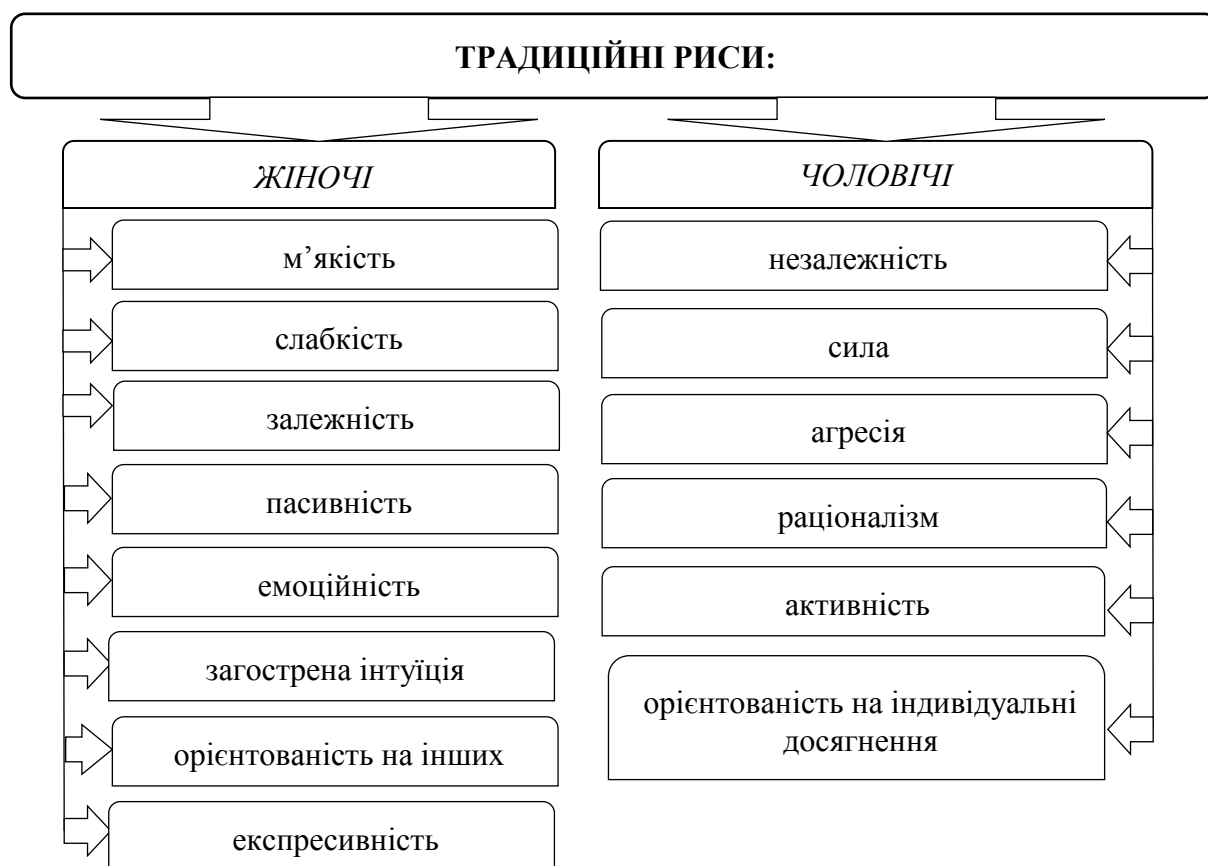 ТРАДИЦІЙНІ РИСИ:
ЖІНОЧІ
м’якість
слабкість
залежність
пасивність
емоційність
загострена інтуїція
орієнтованість на інших
експресивність
ЧОЛОВІЧІ
незалежність
сила
агресія
раціоналізм
активність
орієнтованість на індивідуальні
досягнення